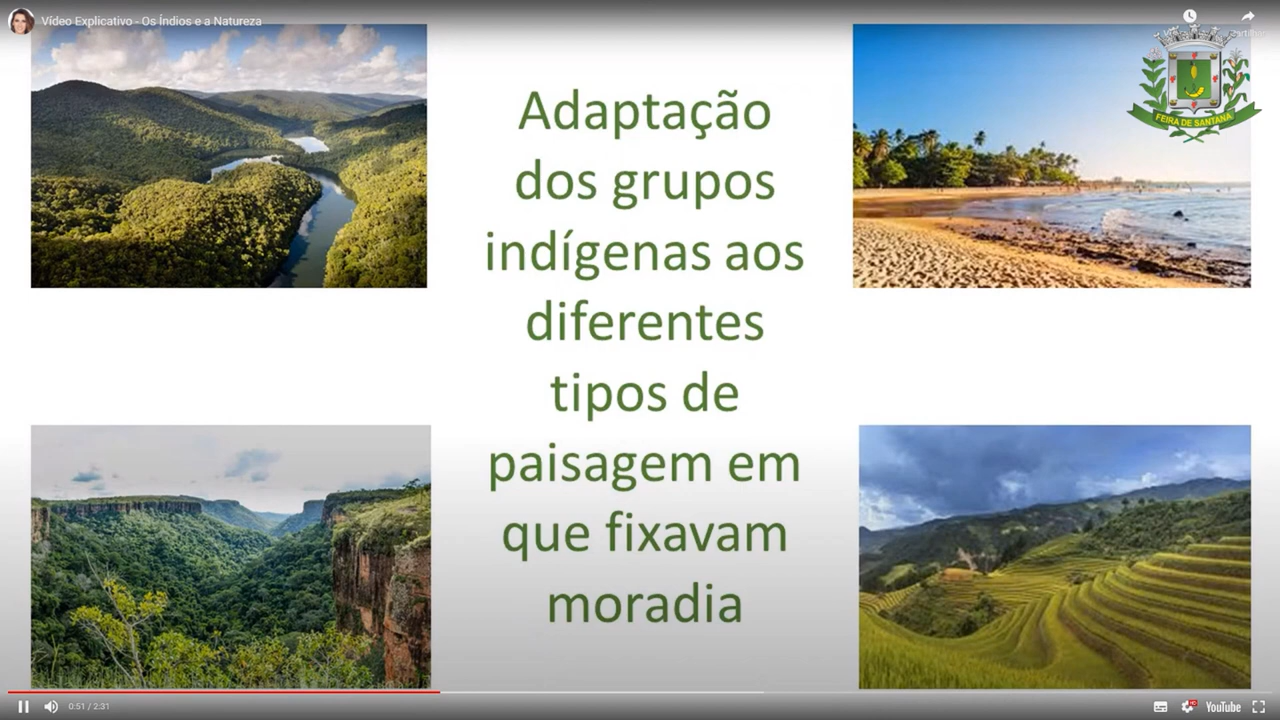 Vídeo Explicativo - Os Índios e a Natureza
FEIRA DE SANTANA
Adaptação
dos grupos
indígenas aos
diferentes
tipos de
paisagem em
que fixavam
moradia
0:51 / 2:31
HD
YouTube